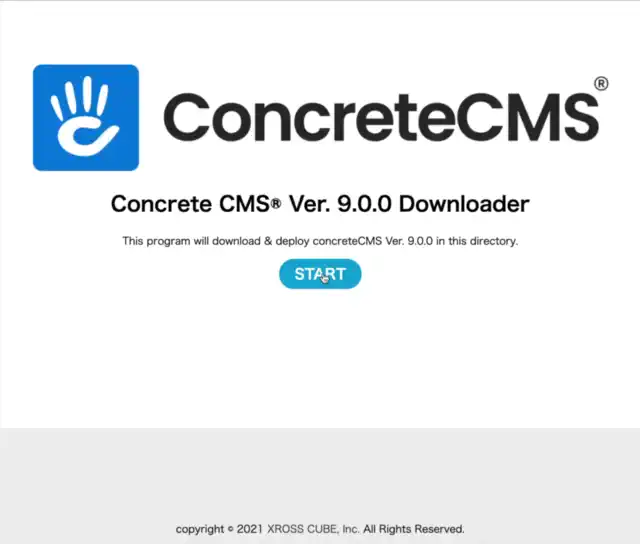 ConcreteCMS®
Concrete CMS® Ver. 9.0.0 Downloader
This program will download & deploy concreteCMS Ver. 9.0.0 in this directory.
START
copyright © 2021 XROSS CUBE, Inc. All Rights Reserved.